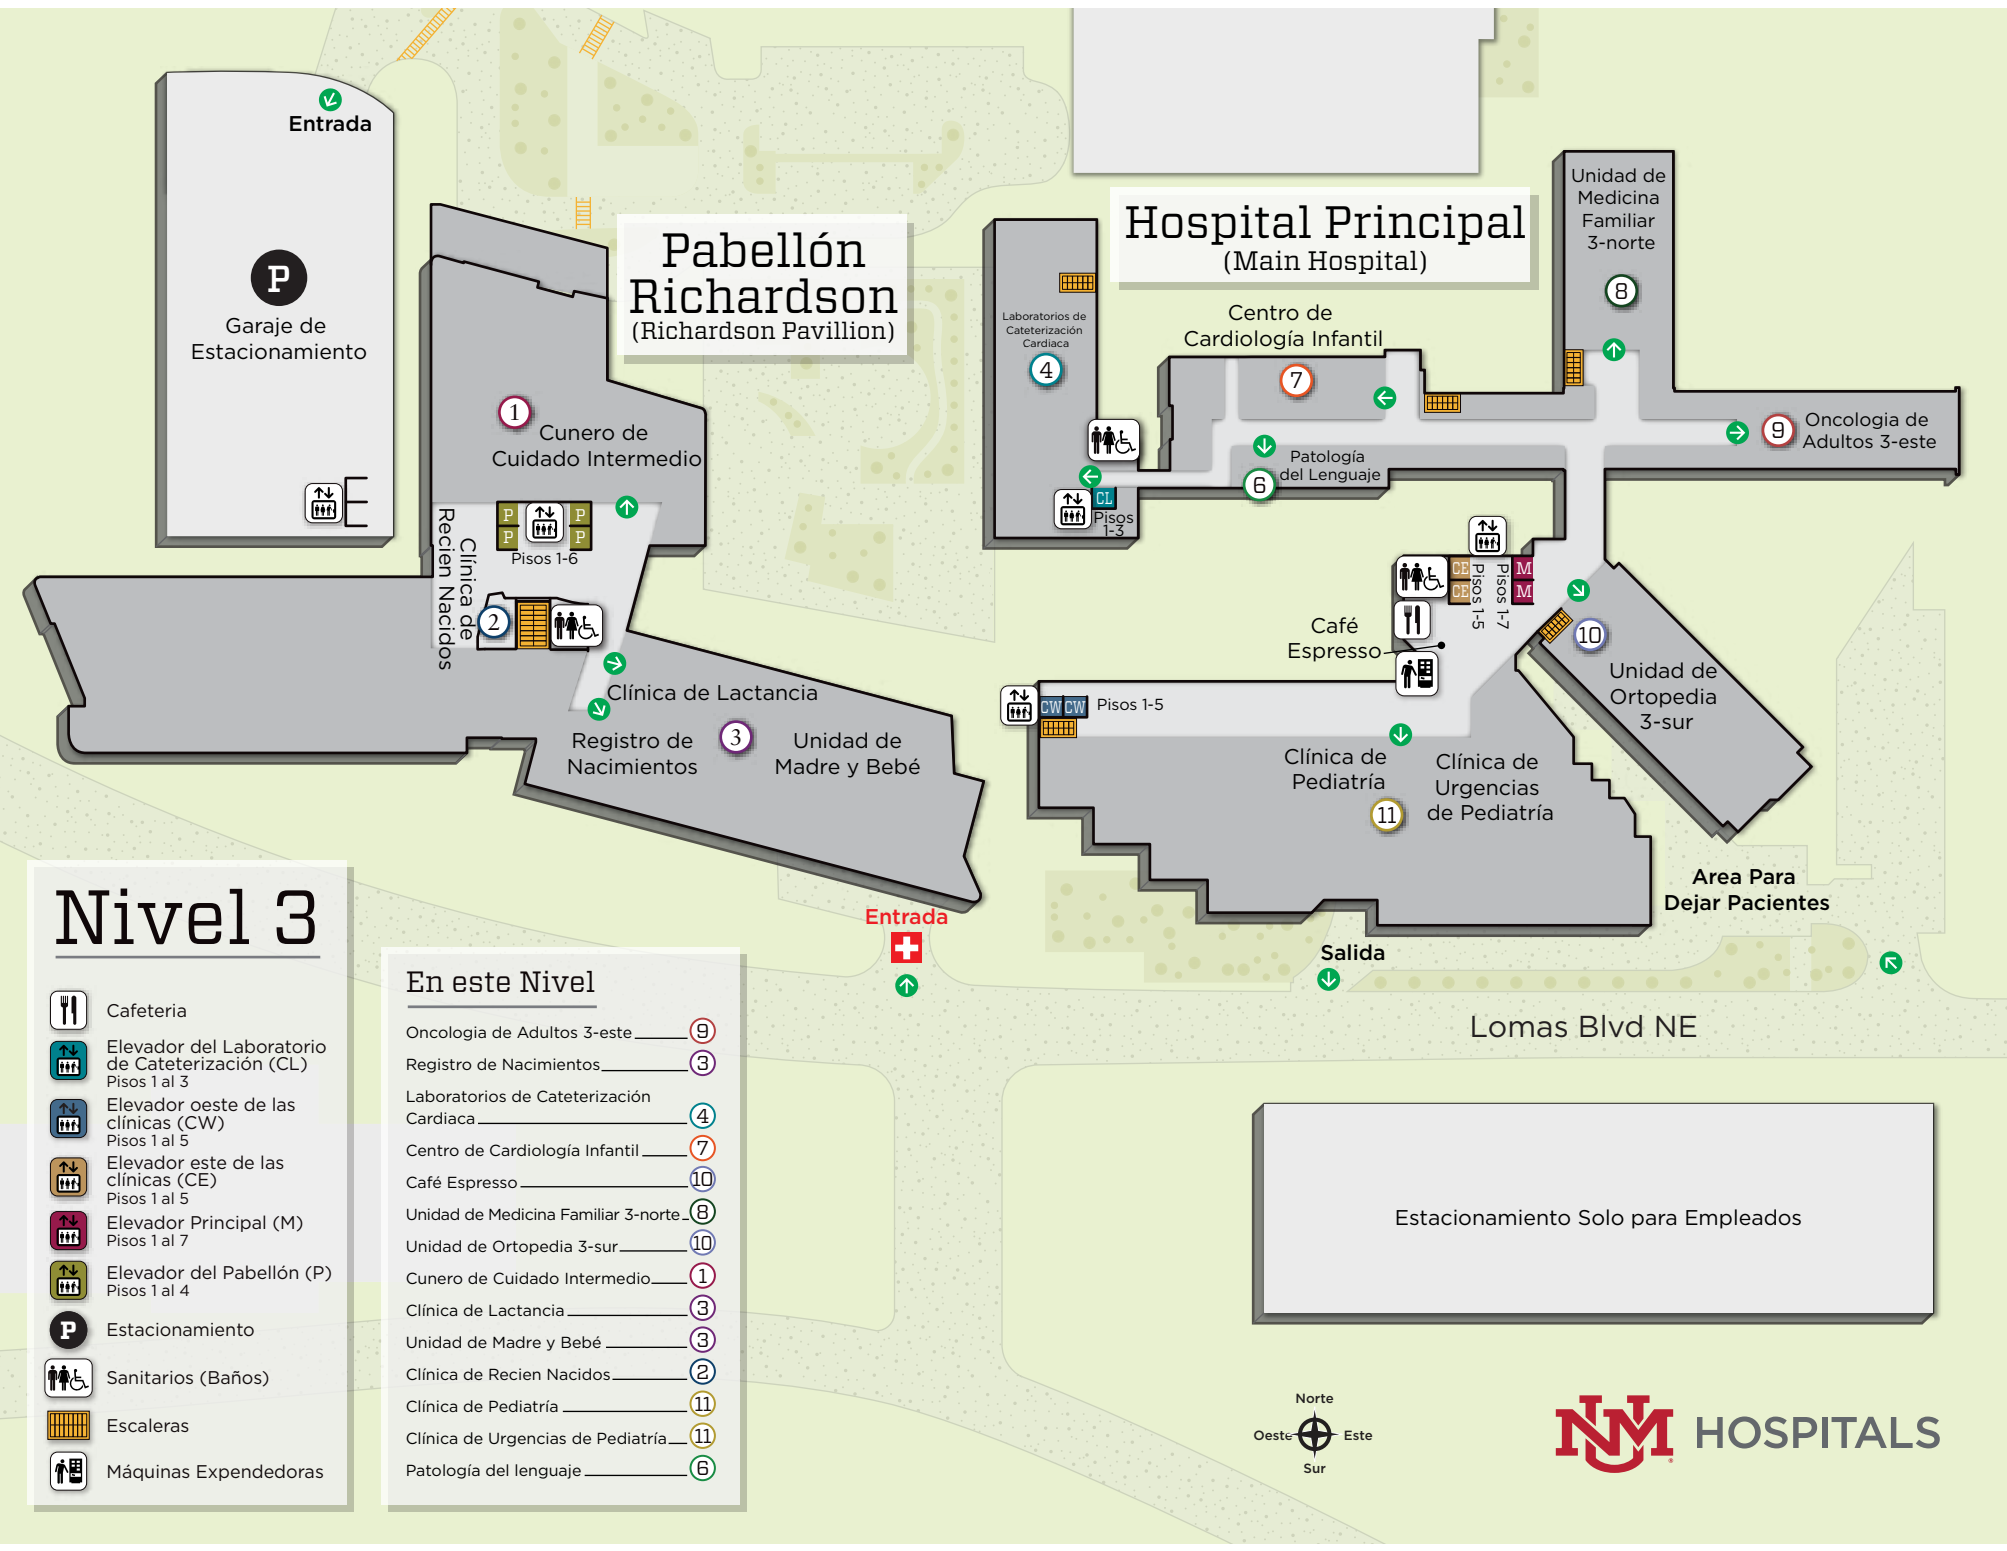 Entrada
P
Garaje de
Estacionamiento
Pabellón
Richardson
(Richardson Pavillion)
Hospital Principal
(Main Hospital)
Unidad de
Medicina
Familiar
3-norte
8
Laboratorios de
Cateterización
Cardiaca
4
Centro de
Cardiología Infantil
7
9
Oncologia de
Adultos 3-este
Patología
del Lenguaje
6
CL
Pisos
1-3
1
Cunero de
Cuidado Intermedio
P P
P P
Pisos 1-6
Clínica de
Recien Nacidos
2
Clínica de Lactancia
Registro de
Nacimientos
3
Unidad de
Madre y Bebé
CE
CE
Pisos 1-5
Pisos 1-7
M
M
Café
Espresso
10
Unidad de
Ortopedia
3-sur
CW CW
Pisos 1-5
Clínica de
Pediatría
11
Clínica de
Urgencias
de Pediatría
Area Para
Dejar Pacientes
Entrada
Salida
Lomas Blvd NE
Estacionamiento Solo para Empleados
Nivel 3
Cafeteria
Elevador del Laboratorio
de Cateterización (CL)
Pisos 1 al 3
Elevador oeste de las
clínicas (CW)
Pisos 1 al 5
Elevador este de las
clínicas (CE)
Pisos 1 al 5
Elevador Principal (M)
Pisos 1 al 7
Elevador del Pabellón (P)
Pisos 1 al 4
P
Estacionamiento
Sanitarios (Baños)
Escaleras
Máquinas Expendedoras
En este Nivel
Oncologia de Adultos 3-este 9
Registro de Nacimientos 3
Laboratorios de Cateterización
Cardiaca 4
Centro de Cardiología Infantil 7
Café Espresso 10
Unidad de Medicina Familiar 3-norte 8
Unidad de Ortopedia 3-sur 10
Cunero de Cuidado Intermedio 1
Clínica de Lactancia 3
Unidad de Madre y Bebé 3
Clínica de Recien Nacidos 2
Clínica de Pediatría 11
Clínica de Urgencias de Pediatría 11
Patología del lenguaje 6
Norte
Oeste
Este
Sur
UNM HOSPITALS